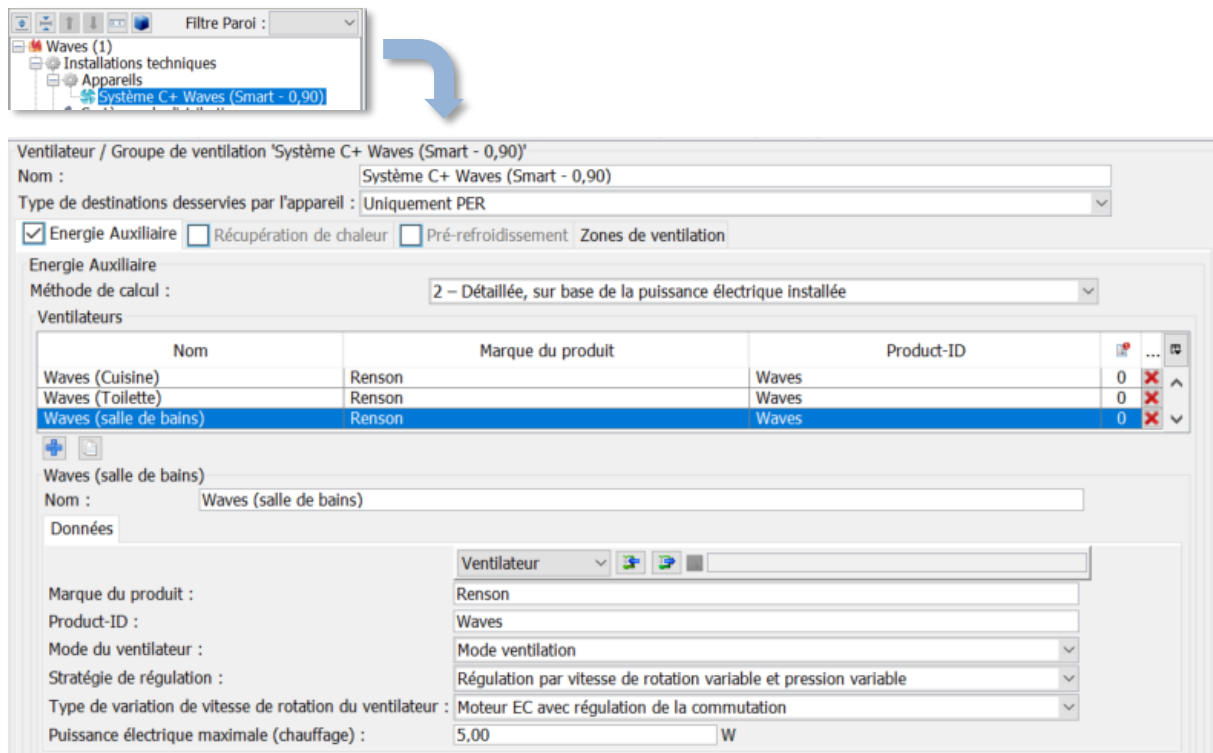 Filtre Paroi :
Waves (1)
Installations techniques
Appareils
Système C+ Waves (Smart - 0,90)
Ventilateur / Groupe de ventilation 'Système C+ Waves (Smart - 0,90)'
Nom : Système C+ Waves (Smart - 0,90)
Type de destinations desservies par l'appareil : Uniquement PER
Energie Auxiliaire Récupération de chaleur Pré-refroidissement Zones de ventilation
Energie Auxiliaire
Méthode de calcul : 2 – Détaillée, sur base de la puissance électrique installée
Ventilateurs
Nom Marque du produit Product-ID ...
Waves (Cuisine) Renson Waves 0
Waves (Toilette) Renson Waves 0
Waves (salle de bains) Renson Waves 0
Waves (salle de bains)
Nom : Waves (salle de bains)
Données
Ventilateur
Marque du produit : Renson
Product-ID : Waves
Mode du ventilateur : Mode ventilation
Stratégie de régulation : Régulation par vitesse de rotation variable et pression variable
Type de variation de vitesse de rotation du ventilateur : Moteur EC avec régulation de la commutation
Puissance électrique maximale (chauffage) : 5,00 W